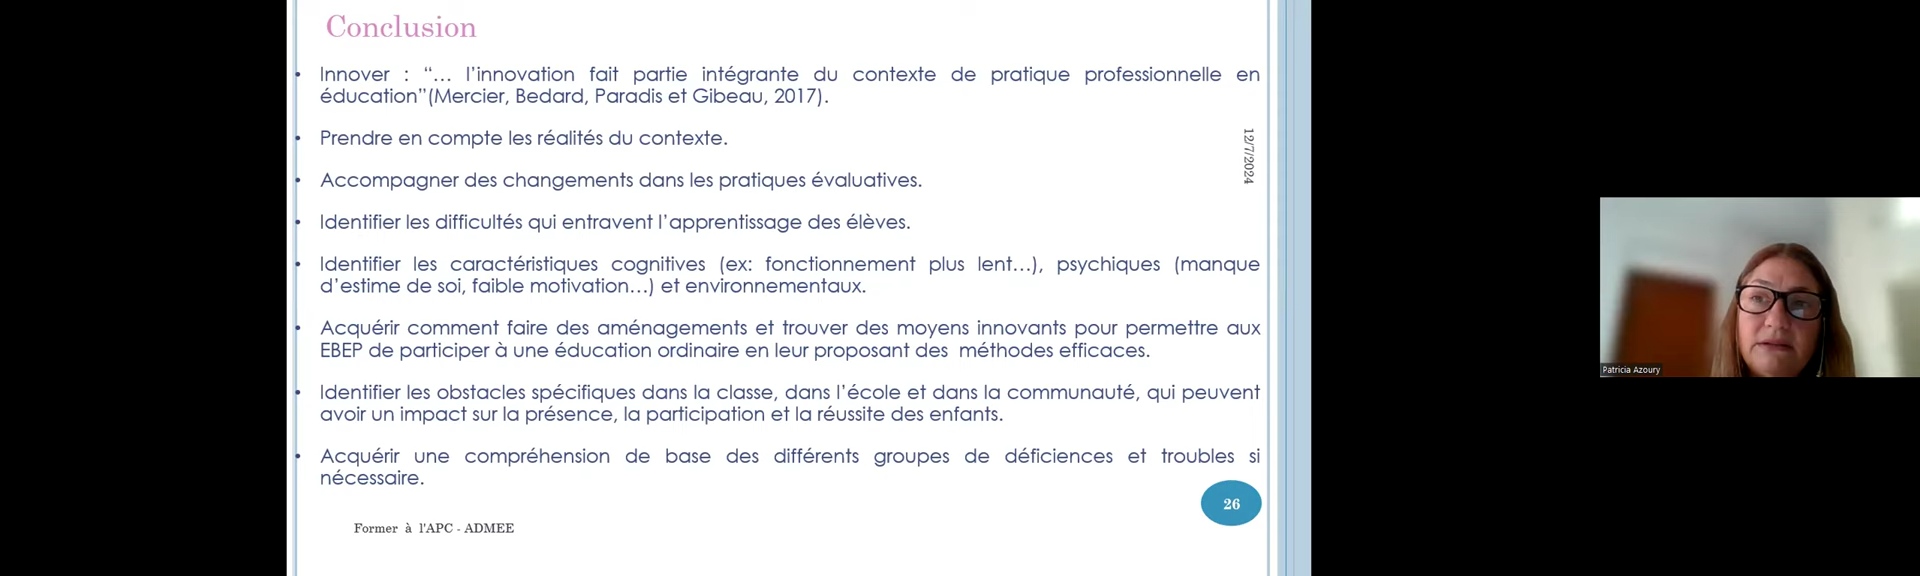 Conclusion
• Innover : “… l’innovation fait partie intégrante du contexte de pratique professionnelle en
éducation”(Mercier, Bedard, Paradis et Gibeau, 2017).
• Prendre en compte les réalités du contexte.
• Accompagner des changements dans les pratiques évaluatives.
• Identifier les difficultés qui entravent l’apprentissage des élèves.
• Identifier les caractéristiques cognitives (ex: fonctionnement plus lent…), psychiques (manque
d’estime de soi, faible motivation…) et environnementaux.
• Acquérir comment faire des aménagements et trouver des moyens innovants pour permettre aux
EBEP de participer à une éducation ordinaire en leur proposant des méthodes efficaces.
• Identifier les obstacles spécifiques dans la classe, dans l’école et dans la communauté, qui peuvent
avoir un impact sur la présence, la participation et la réussite des enfants.
• Acquérir une compréhension de base des différents groupes de déficiences et troubles si
nécessaire.
12/7/2024
26
Former à l'APC - ADMEE
Patricia Azoury